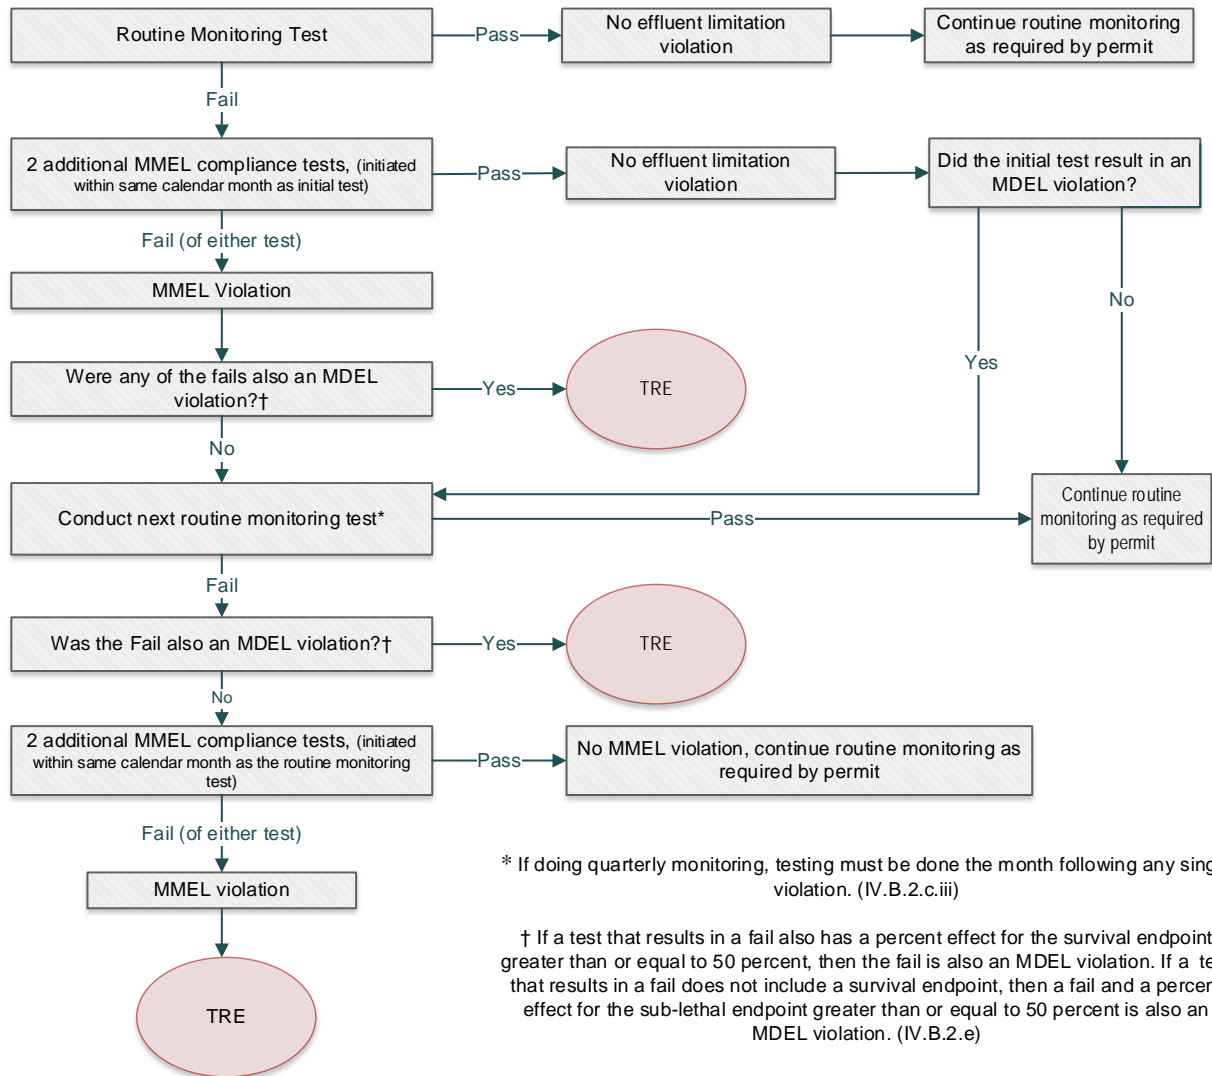 Routine Monitoring Test
Pass
No effluent limitation
violation
Continue routine monitoring
as required by permit
Fail
2 additional MMEL compliance tests, (initiated
within same calendar month as initial test)
Pass
No effluent limitation
violation
Did the initial test result in an
MDEL violation?
Fail (of either test)
MMEL Violation
No
Yes
Were any of the fails also an MDEL
violation?†
Yes
TRE
No
Conduct next routine monitoring test*
Pass
Continue routine
monitoring as required
by permit
Fail
Was the Fail also an MDEL violation?†
Yes
TRE
No
2 additional MMEL compliance tests, (initiated
within same calendar month as the routine monitoring
test)
Pass
No MMEL violation, continue routine monitoring as
required by permit
Fail (of either test)
MMEL violation
TRE
* If doing quarterly monitoring, testing must be done the month following any sing
violation. (IV.B.2.c.iii)
† If a test that results in a fail also has a percent effect for the survival endpoint
greater than or equal to 50 percent, then the fail is also an MDEL violation. If a te
that results in a fail does not include a survival endpoint, then a fail and a percen
effect for the sub-lethal endpoint greater than or equal to 50 percent is also an
MDEL violation. (IV.B.2.e)